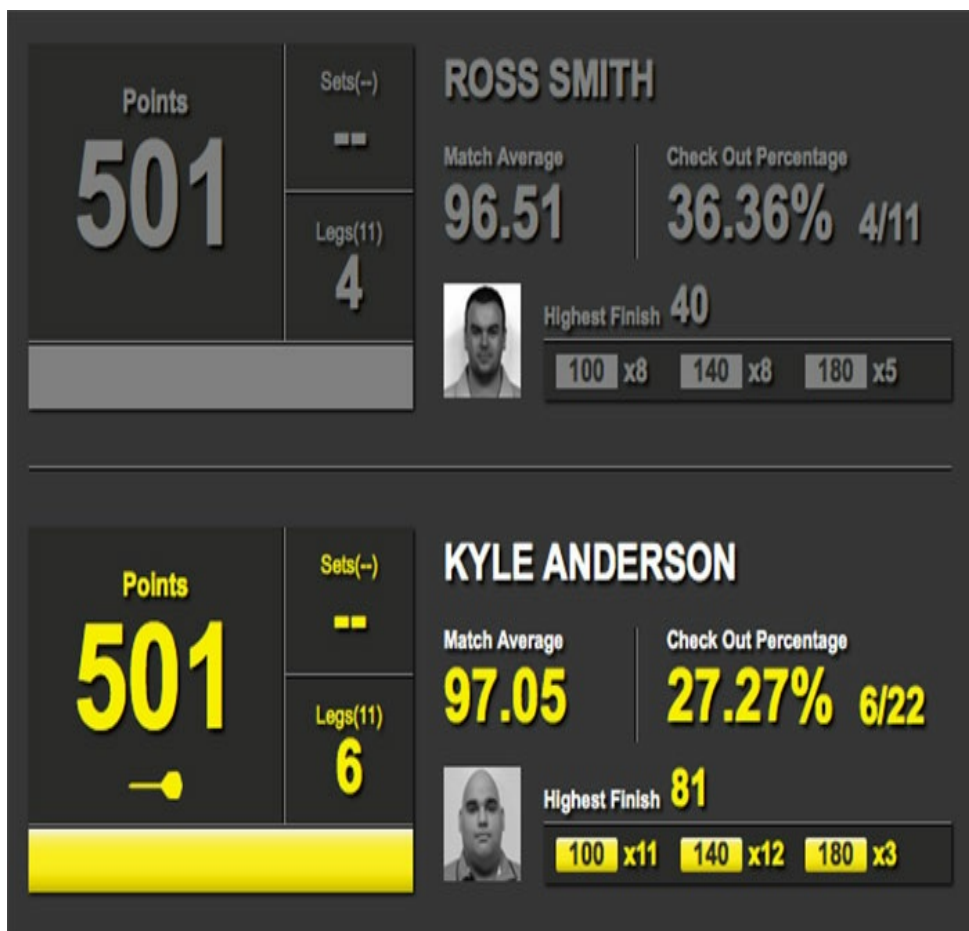 ROSS SMITH
Points
501
Sets(--)
--
Legs(11)
4
Match Average
96.51
Check Out Percentage
36.36% 4/11
Highest Finish 40
100 x8 140 x8 180 x5
KYLE ANDERSON
Points
501
Sets(--)
--
Legs(11)
6
Match Average
97.05
Check Out Percentage
27.27% 6/22
Highest Finish 81
100 x11 140 x12 180 x3